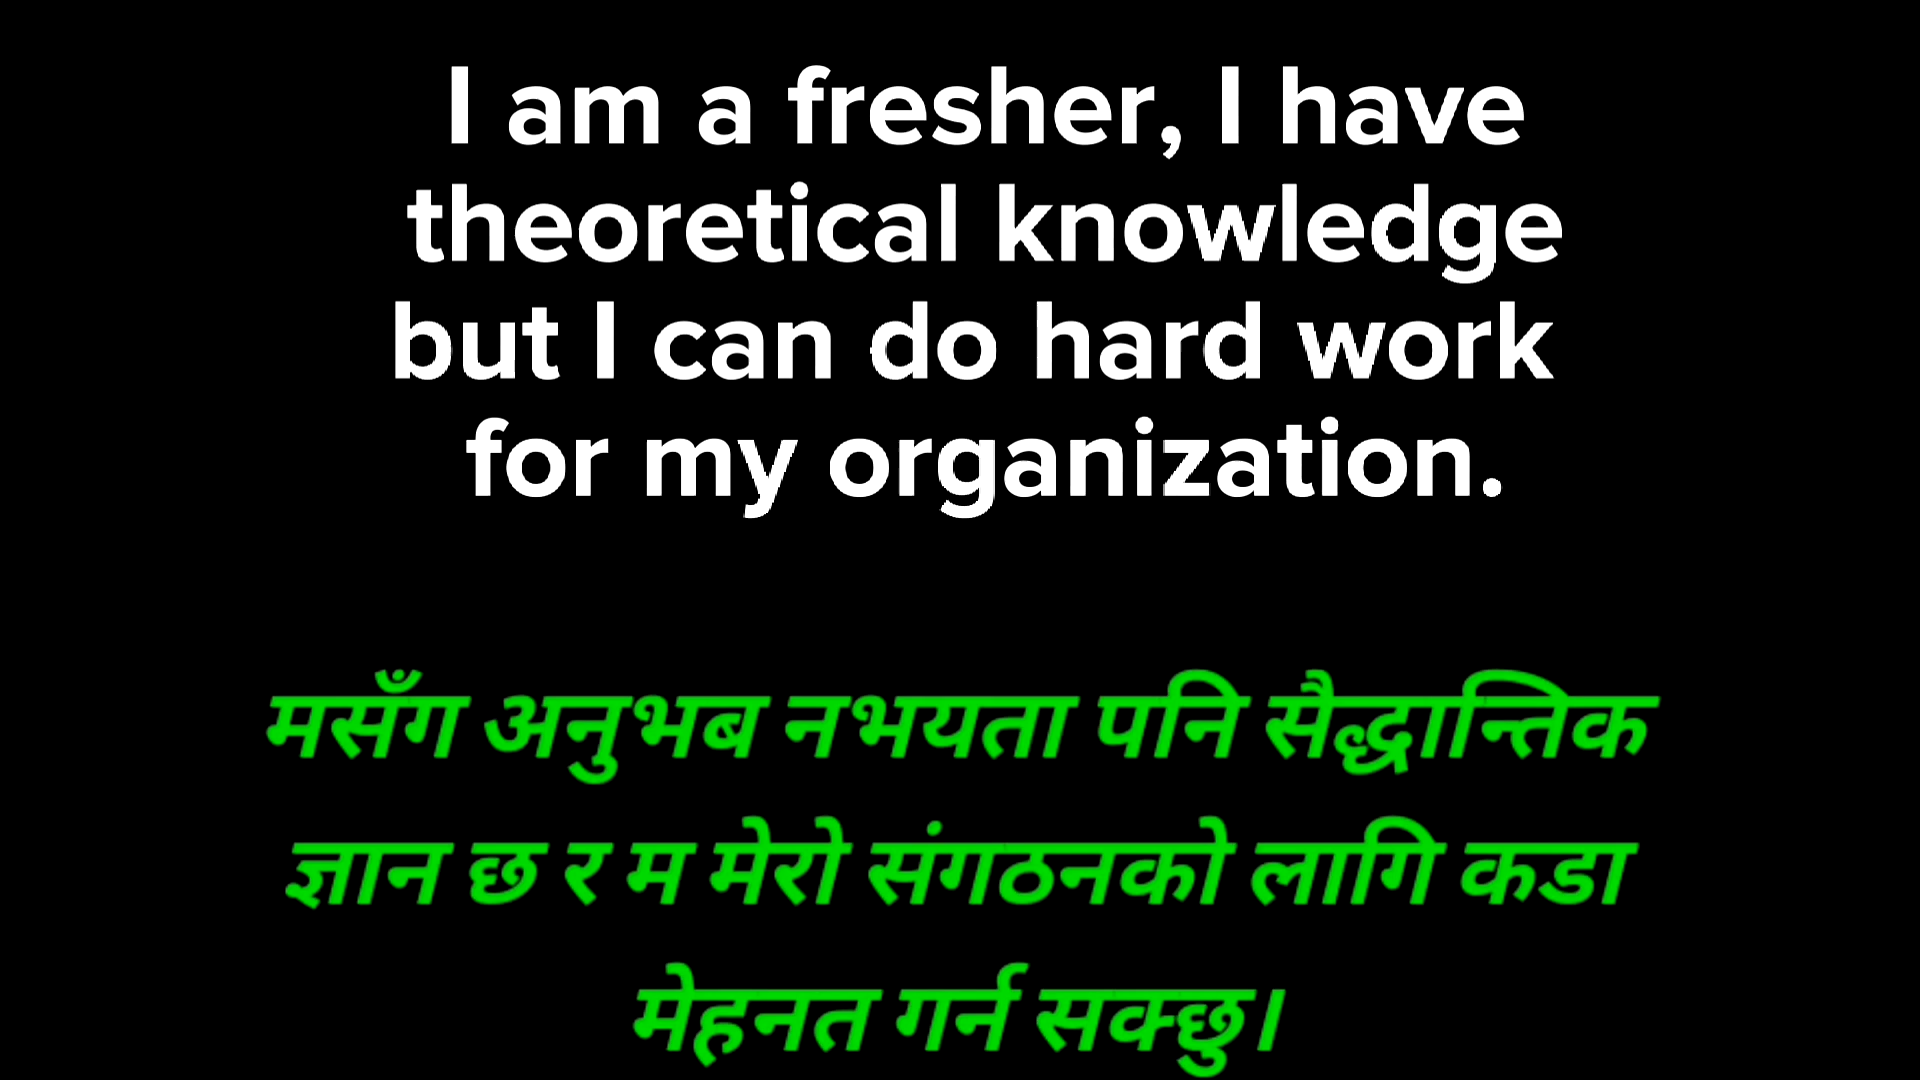 I am a fresher, I have
theoretical knowledge
but I can do hard work
for my organization.
मसँग अनुभब नभयता पनि सैद्धान्तिक
ज्ञान छ र म मेरो संगठनको लागि कडा
मेहनत गर्न सक्छु।